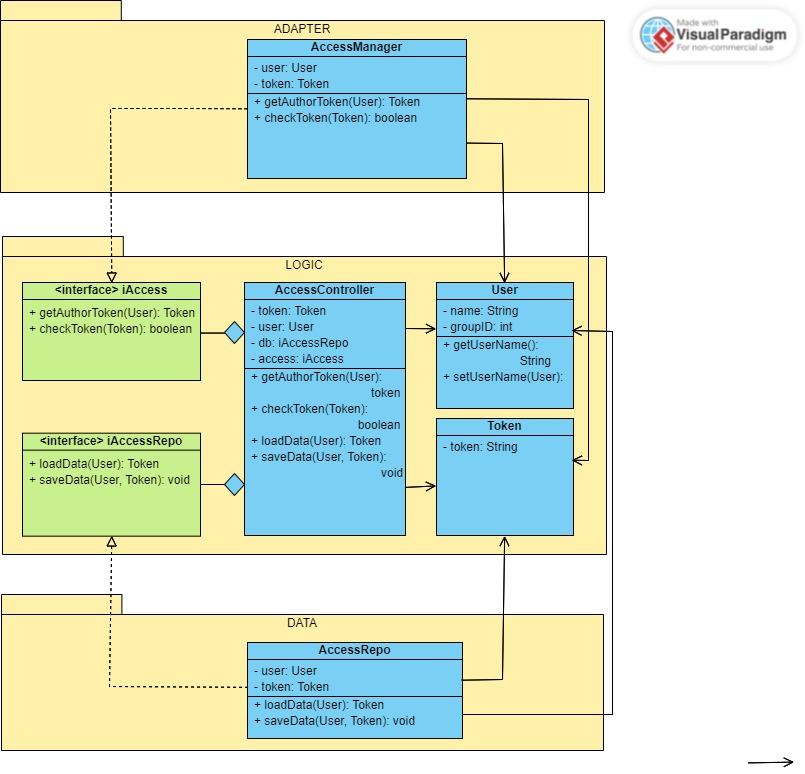 Made with
VisualParadigm
For non-commercial use
ADAPTER
AccessManager
- user: User
- token: Token
+ getAuthorToken(User): Token
+ checkToken(Token): boolean
LOGIC
<interface> iAccess
+ getAuthorToken(User): Token
+ checkToken(Token): boolean
AccessController
- token: Token
- user: User
- db: iAccessRepo
- access: iAccess
+ getAuthorToken(User):
token
+ checkToken(Token):
boolean
+ loadData(User): Token
+ saveData(User, Token):
void
User
- name: String
- groupID: int
+ getUserName():
String
+ setUserName(User):
<interface> iAccessRepo
+ loadData(User): Token
+ saveData(User, Token): void
Token
- token: String
DATA
AccessRepo
- user: User
- token: Token
+ loadData(User): Token
+ saveData(User, Token): void